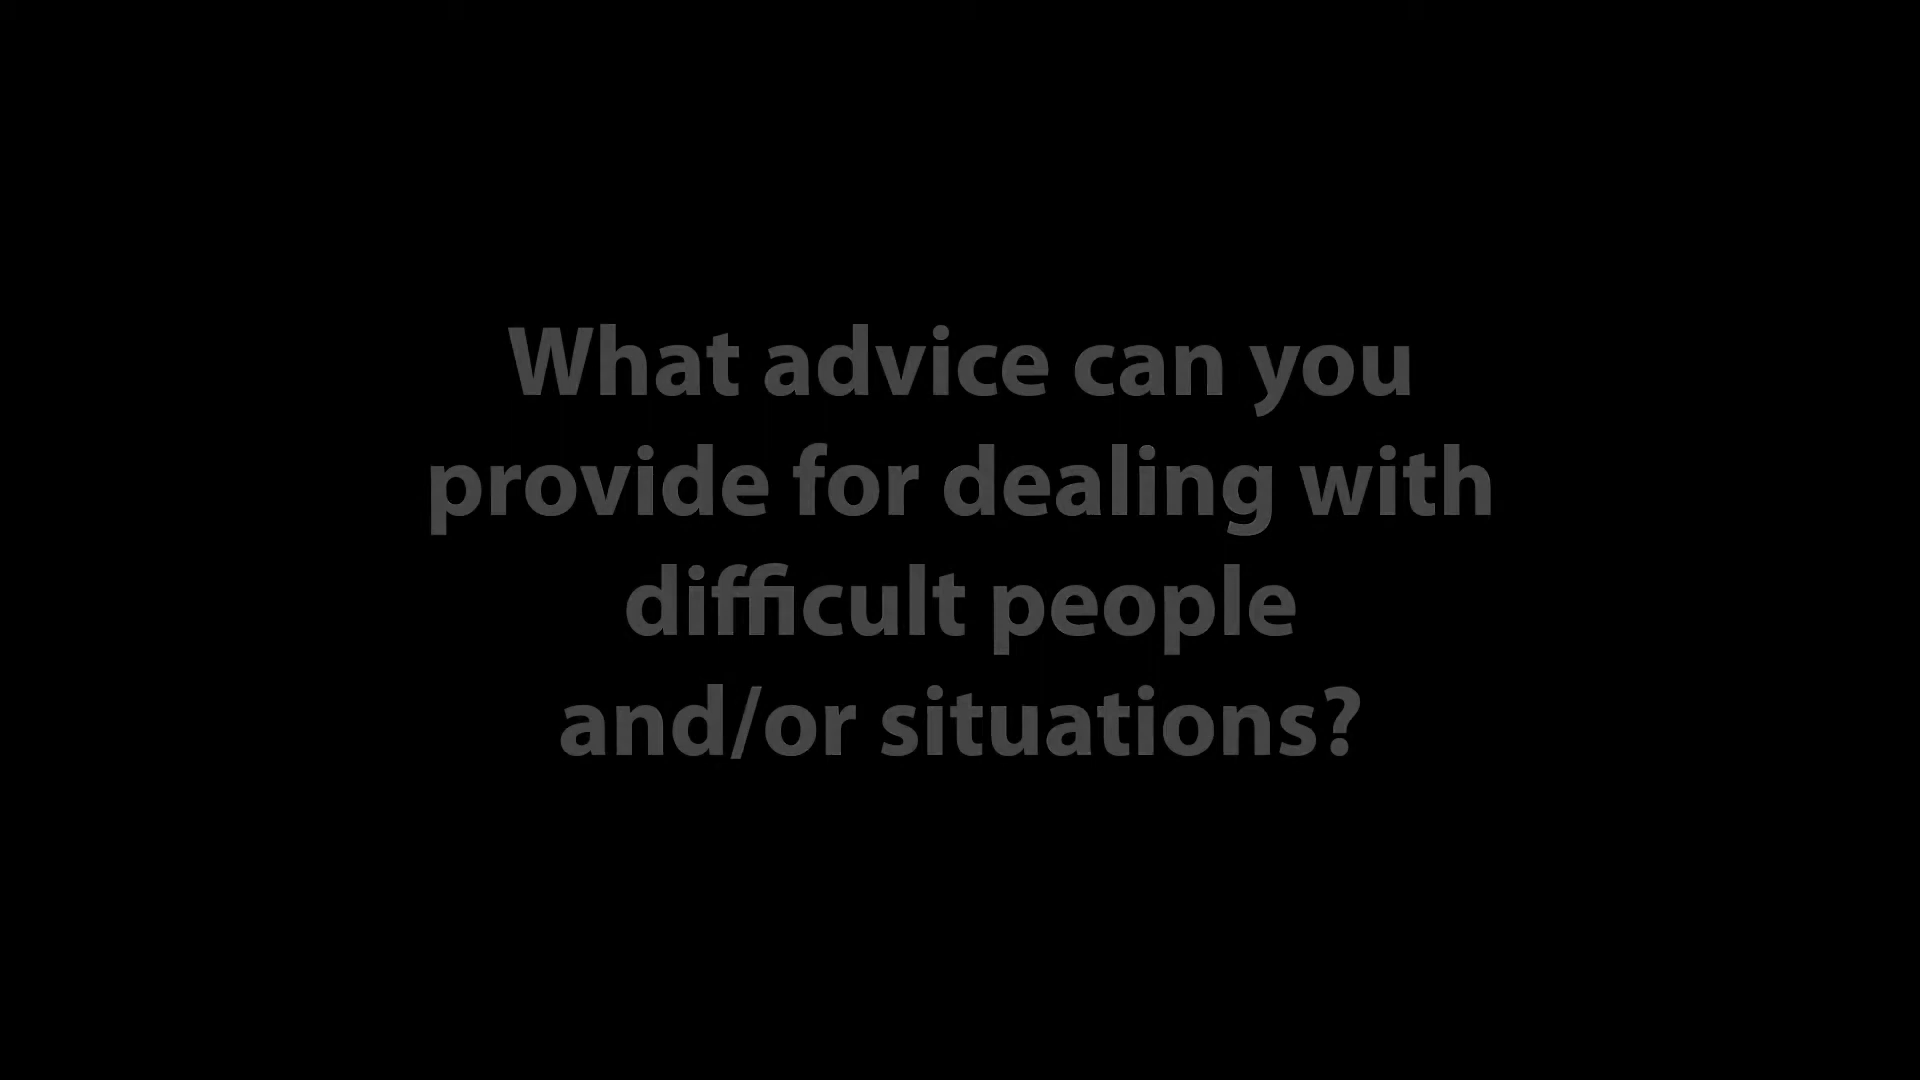 What advice can you
provide for dealing with
difficult people
and/or situations?